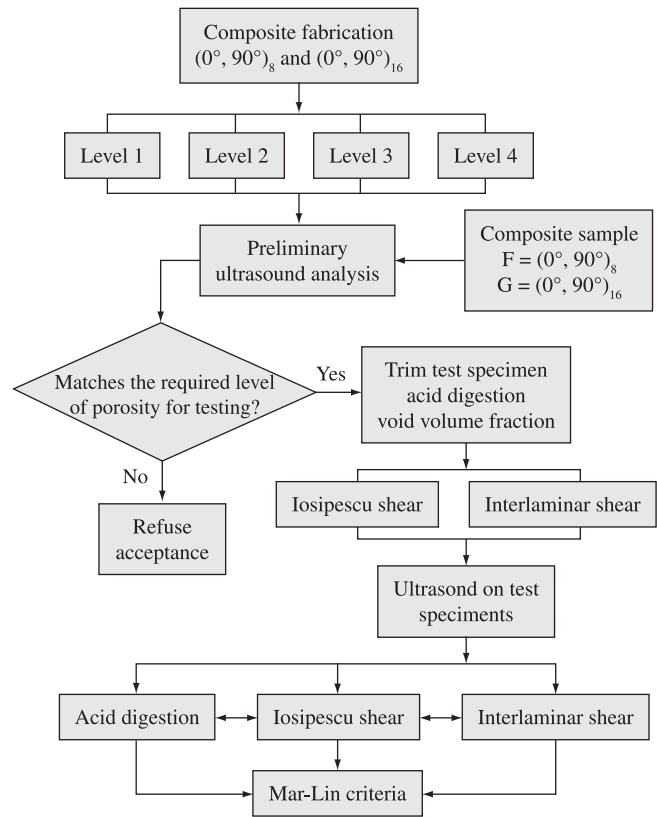 Composite fabrication
(0°, 90°)₈ and (0°, 90°)₁₆
Level 1
Level 2
Level 3
Level 4
Preliminary
ultrasound analysis
Composite sample
F = (0°, 90°)₈
G = (0°, 90°)₁₆
Matches the required level
of porosity for testing?
Yes
Trim test specimen
acid digestion
void volume fraction
No
Refuse
acceptance
Iosipescu shear
Interlaminar shear
Ultrasond on test
speciments
Acid digestion
Iosipescu shear
Interlaminar shear
Mar-Lin criteria